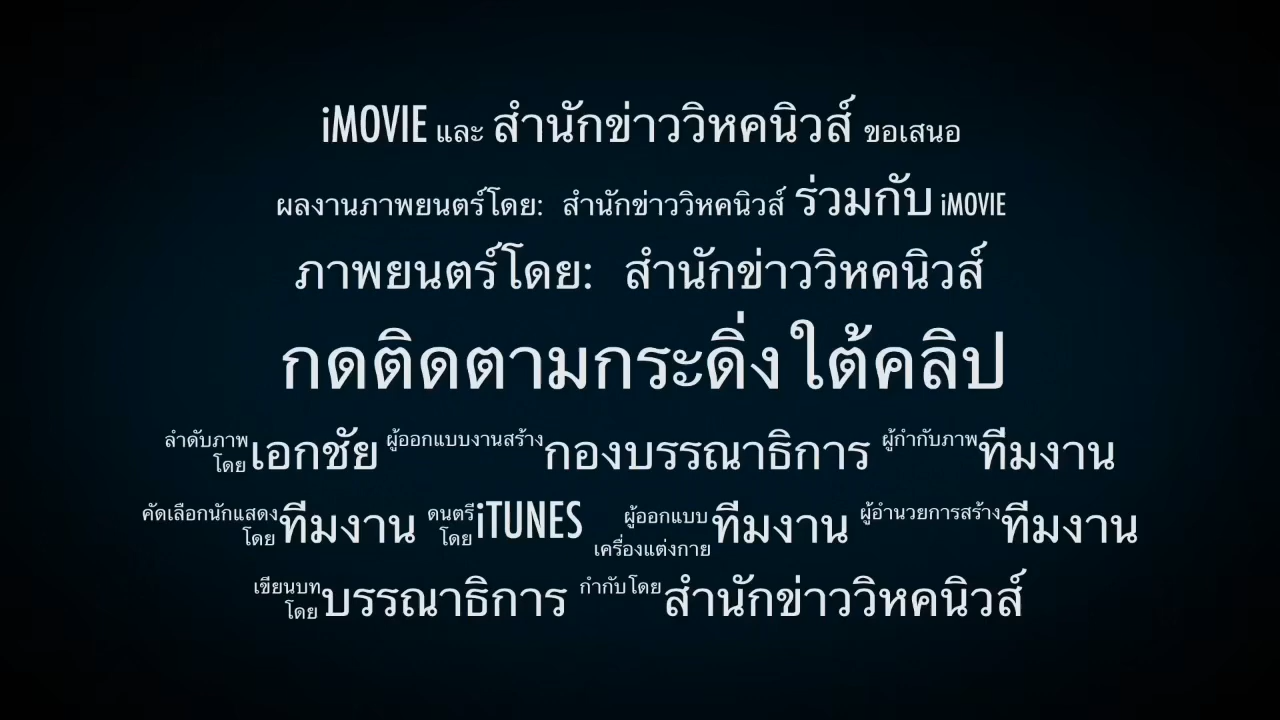 iMOVIE และ สำนักข่าววิหคนิวส์ ขอเสนอ
ผลงานภาพยนตร์โดย: สำนักข่าววิหคนิวส์ ร่วมกับ iMOVIE
ภาพยนตร์โดย: สำนักข่าววิหคนิวส์
กดติดตามกระดิ่ง ใต้คลิป
ลำดับภาพโดย เอกชัย ผู้ออกแบบงานสร้าง กองบรรณาธิการ ผู้กำกับภาพ ทีมงาน
คัดเลือกนักแสดงโดย ทีมงาน ดนตรีโดย iTUNES ผู้ออกแบบเครื่องแต่งกาย ทีมงาน ผู้อำนวยการสร้าง ทีมงาน
เขียนบทโดย บรรณาธิการ กำกับโดย สำนักข่าววิหคนิวส์